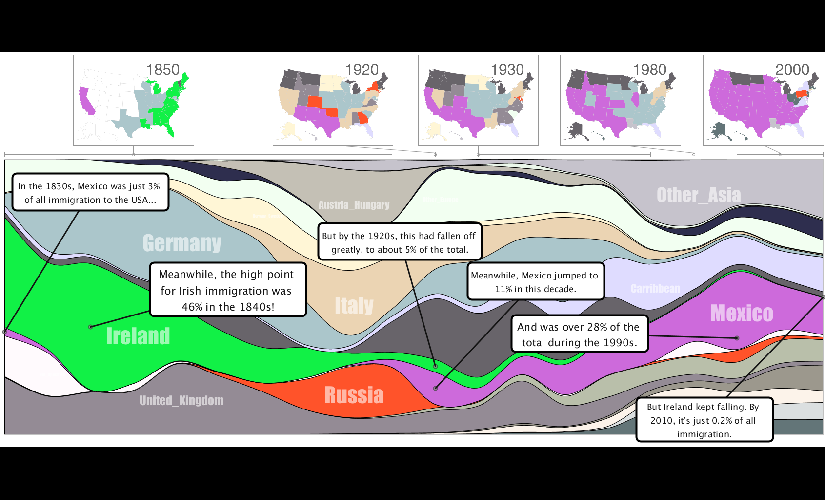 1850
1920
1930
1980
2000
In the 1830s, Mexico was just 3%
of all immigration to the USA...
Other_Asia
Austria_Hungary
But by the 1920s, this had fallen off
greatly, to about 5% of the total.
Germany
Meanwhile, the high point
for Irish immigration was
46% in the 1840s!
Meanwhile, Mexico jumped to
11% in this decade.
Carribean
Italy
Mexico
And was over 28% of the
total during the 1990s.
Ireland
Russia
United_Kingdom
But Ireland kept falling. By
2010, it's just 0.2% of all
immigration.